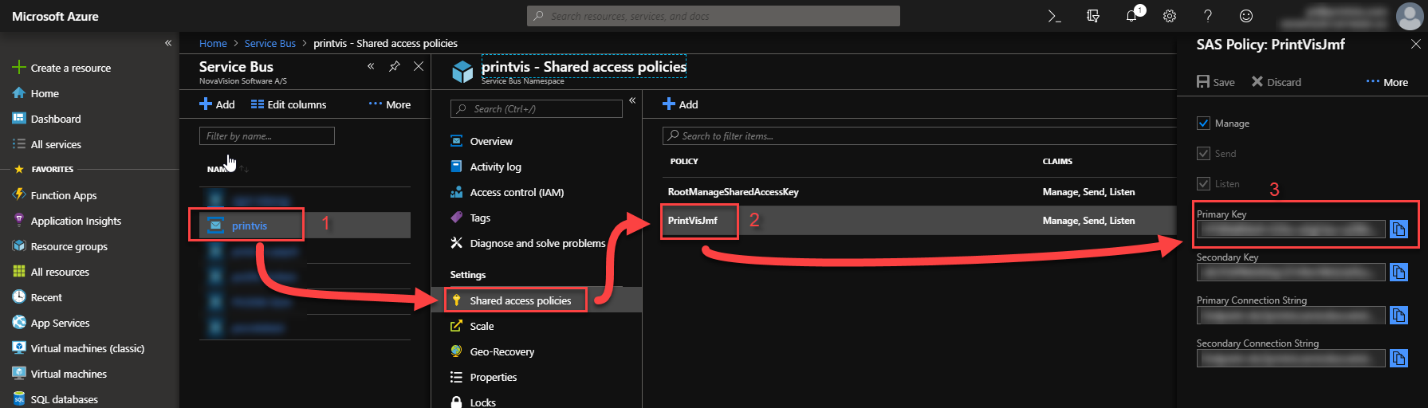 Microsoft Azure
Search resources, services, and docs
1
Create a resource
Home
Dashboard
All services
FAVORITES
Function Apps
Application Insights
Resource groups
All resources
Recent
App Services
Virtual machines (classic)
Virtual machines
SQL databases
Home > Service Bus > printvis - Shared access policies
Service Bus
NovaVision Software A/S
Add
Edit columns
More
Filter by name...
NAME
printvis
1
printvis - Shared access policies
Service Bus Namespace
Search (Ctrl+/)
Overview
Activity log
Access control (IAM)
Tags
Diagnose and solve problems
Settings
Shared access policies
Scale
Geo-Recovery
Properties
Locks
Add
Search to filter items...
POLICY CLAIMS
RootManageSharedAccessKey Manage, Send, Listen
PrintVisJmf 2 Manage, Send, Listen
SAS Policy: PrintVisJmf
Save
Discard
More
Manage
Send
Listen
3
Primary Key
Secondary Key
Primary Connection String
Secondary Connection String